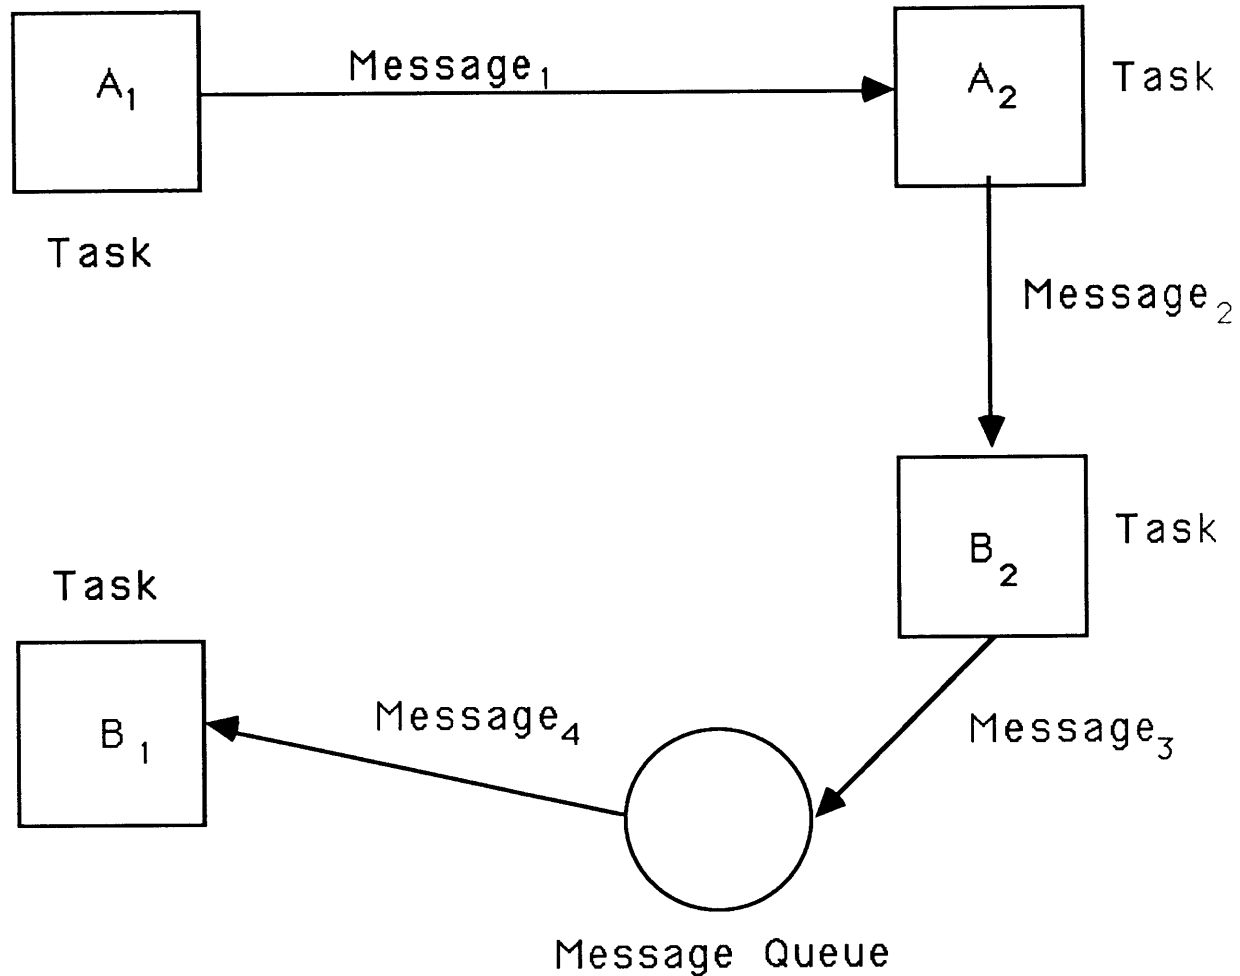 A₁
Message₁
A₂
Task
Task
Message₂
B₂
Task
Task
B₁
Message₄
Message₃
Message Queue